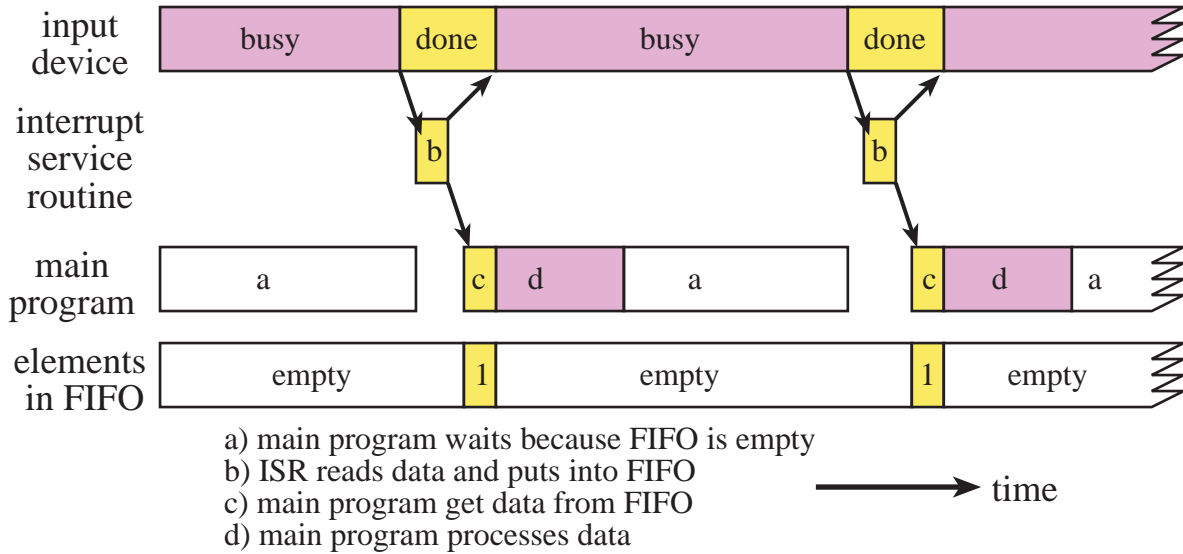 input
device
busy
done
busy
done
interrupt
service
routine
b
b
main
program
a
c
d
a
c
d
a
elements
in FIFO
empty
1
empty
1
empty
a) main program waits because FIFO is empty
b) ISR reads data and puts into FIFO
c) main program get data from FIFO
d) main program processes data
time